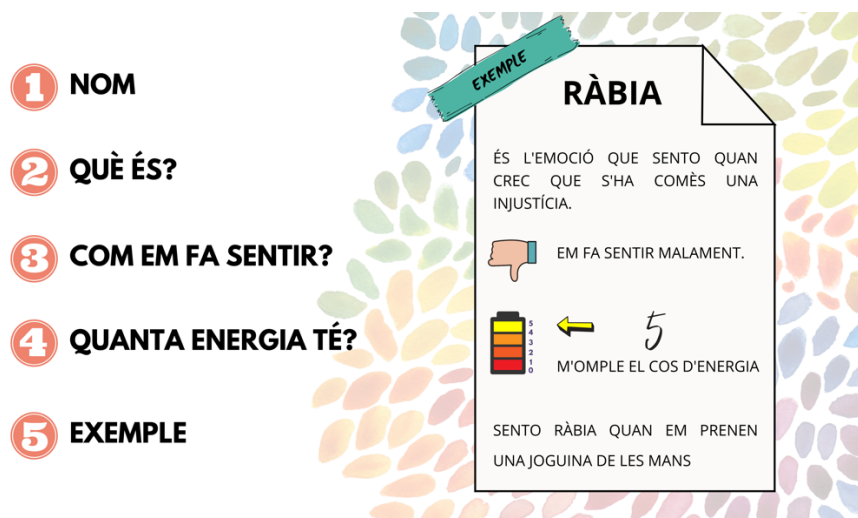 1 NOM
2 QUÈ ÉS?
3 COM EM FA SENTIR?
4 QUANTA ENERGIA TÉ?
5 EXEMPLE
EXEMPLE
RÀBIA
ÉS L'EMOCIÓ QUE SENTO QUAN
CREC QUE S'HA COMÈS UNA
INJUSTÍCIA.
EM FA SENTIR MALAMENT.
5
4
3
2
1
0
5
M'OMPLE EL COS D'ENERGIA
SENTO RÀBIA QUAN EM PRENEN
UNA JOGUINA DE LES MANS